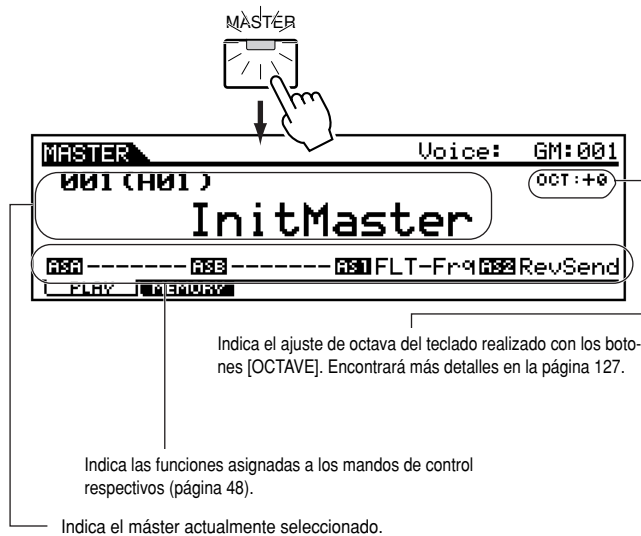 MASTER
MASTER Voice: GM:001
001(A01) OCT:+0
InitMaster
ASA ------- ASB ------- AS1 FLT-Frq AS2 RevSend
PLAY MEMORY
Indica el ajuste de octava del teclado realizado con los boto-
nes [OCTAVE]. Encontrará más detalles en la página 127.
Indica las funciones asignadas a los mandos de control
respectivos (página 48).
Indica el máster actualmente seleccionado.